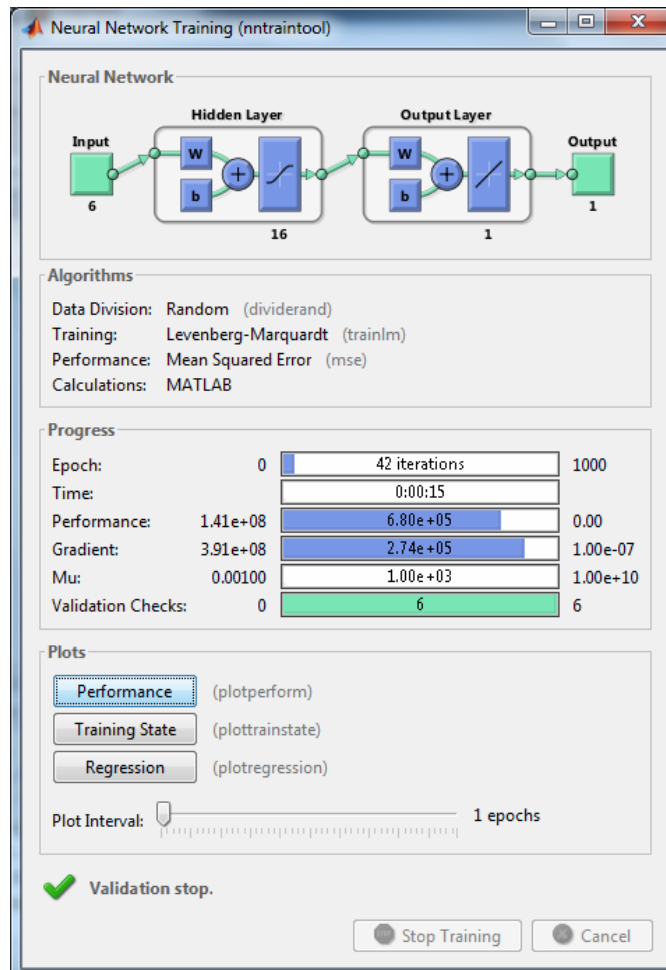 Neural Network Training (nntraintool)
Neural Network
Hidden Layer Output Layer
Input Output
W W
+ +
b b
6 1
16 1
Algorithms
Data Division: Random (dividerand)
Training: Levenberg-Marquardt (trainlm)
Performance: Mean Squared Error (mse)
Calculations: MATLAB
Progress
Epoch: 0 42 iterations 1000
Time: 0:00:15
Performance: 1.41e+08 6.80e+05 0.00
Gradient: 3.91e+08 2.74e+05 1.00e-07
Mu: 0.00100 1.00e+03 1.00e+10
Validation Checks: 0 6 6
Plots
Performance (plotperform)
Training State (plottrainstate)
Regression (plotregression)
Plot Interval: 1 epochs
Validation stop.
Stop Training Cancel